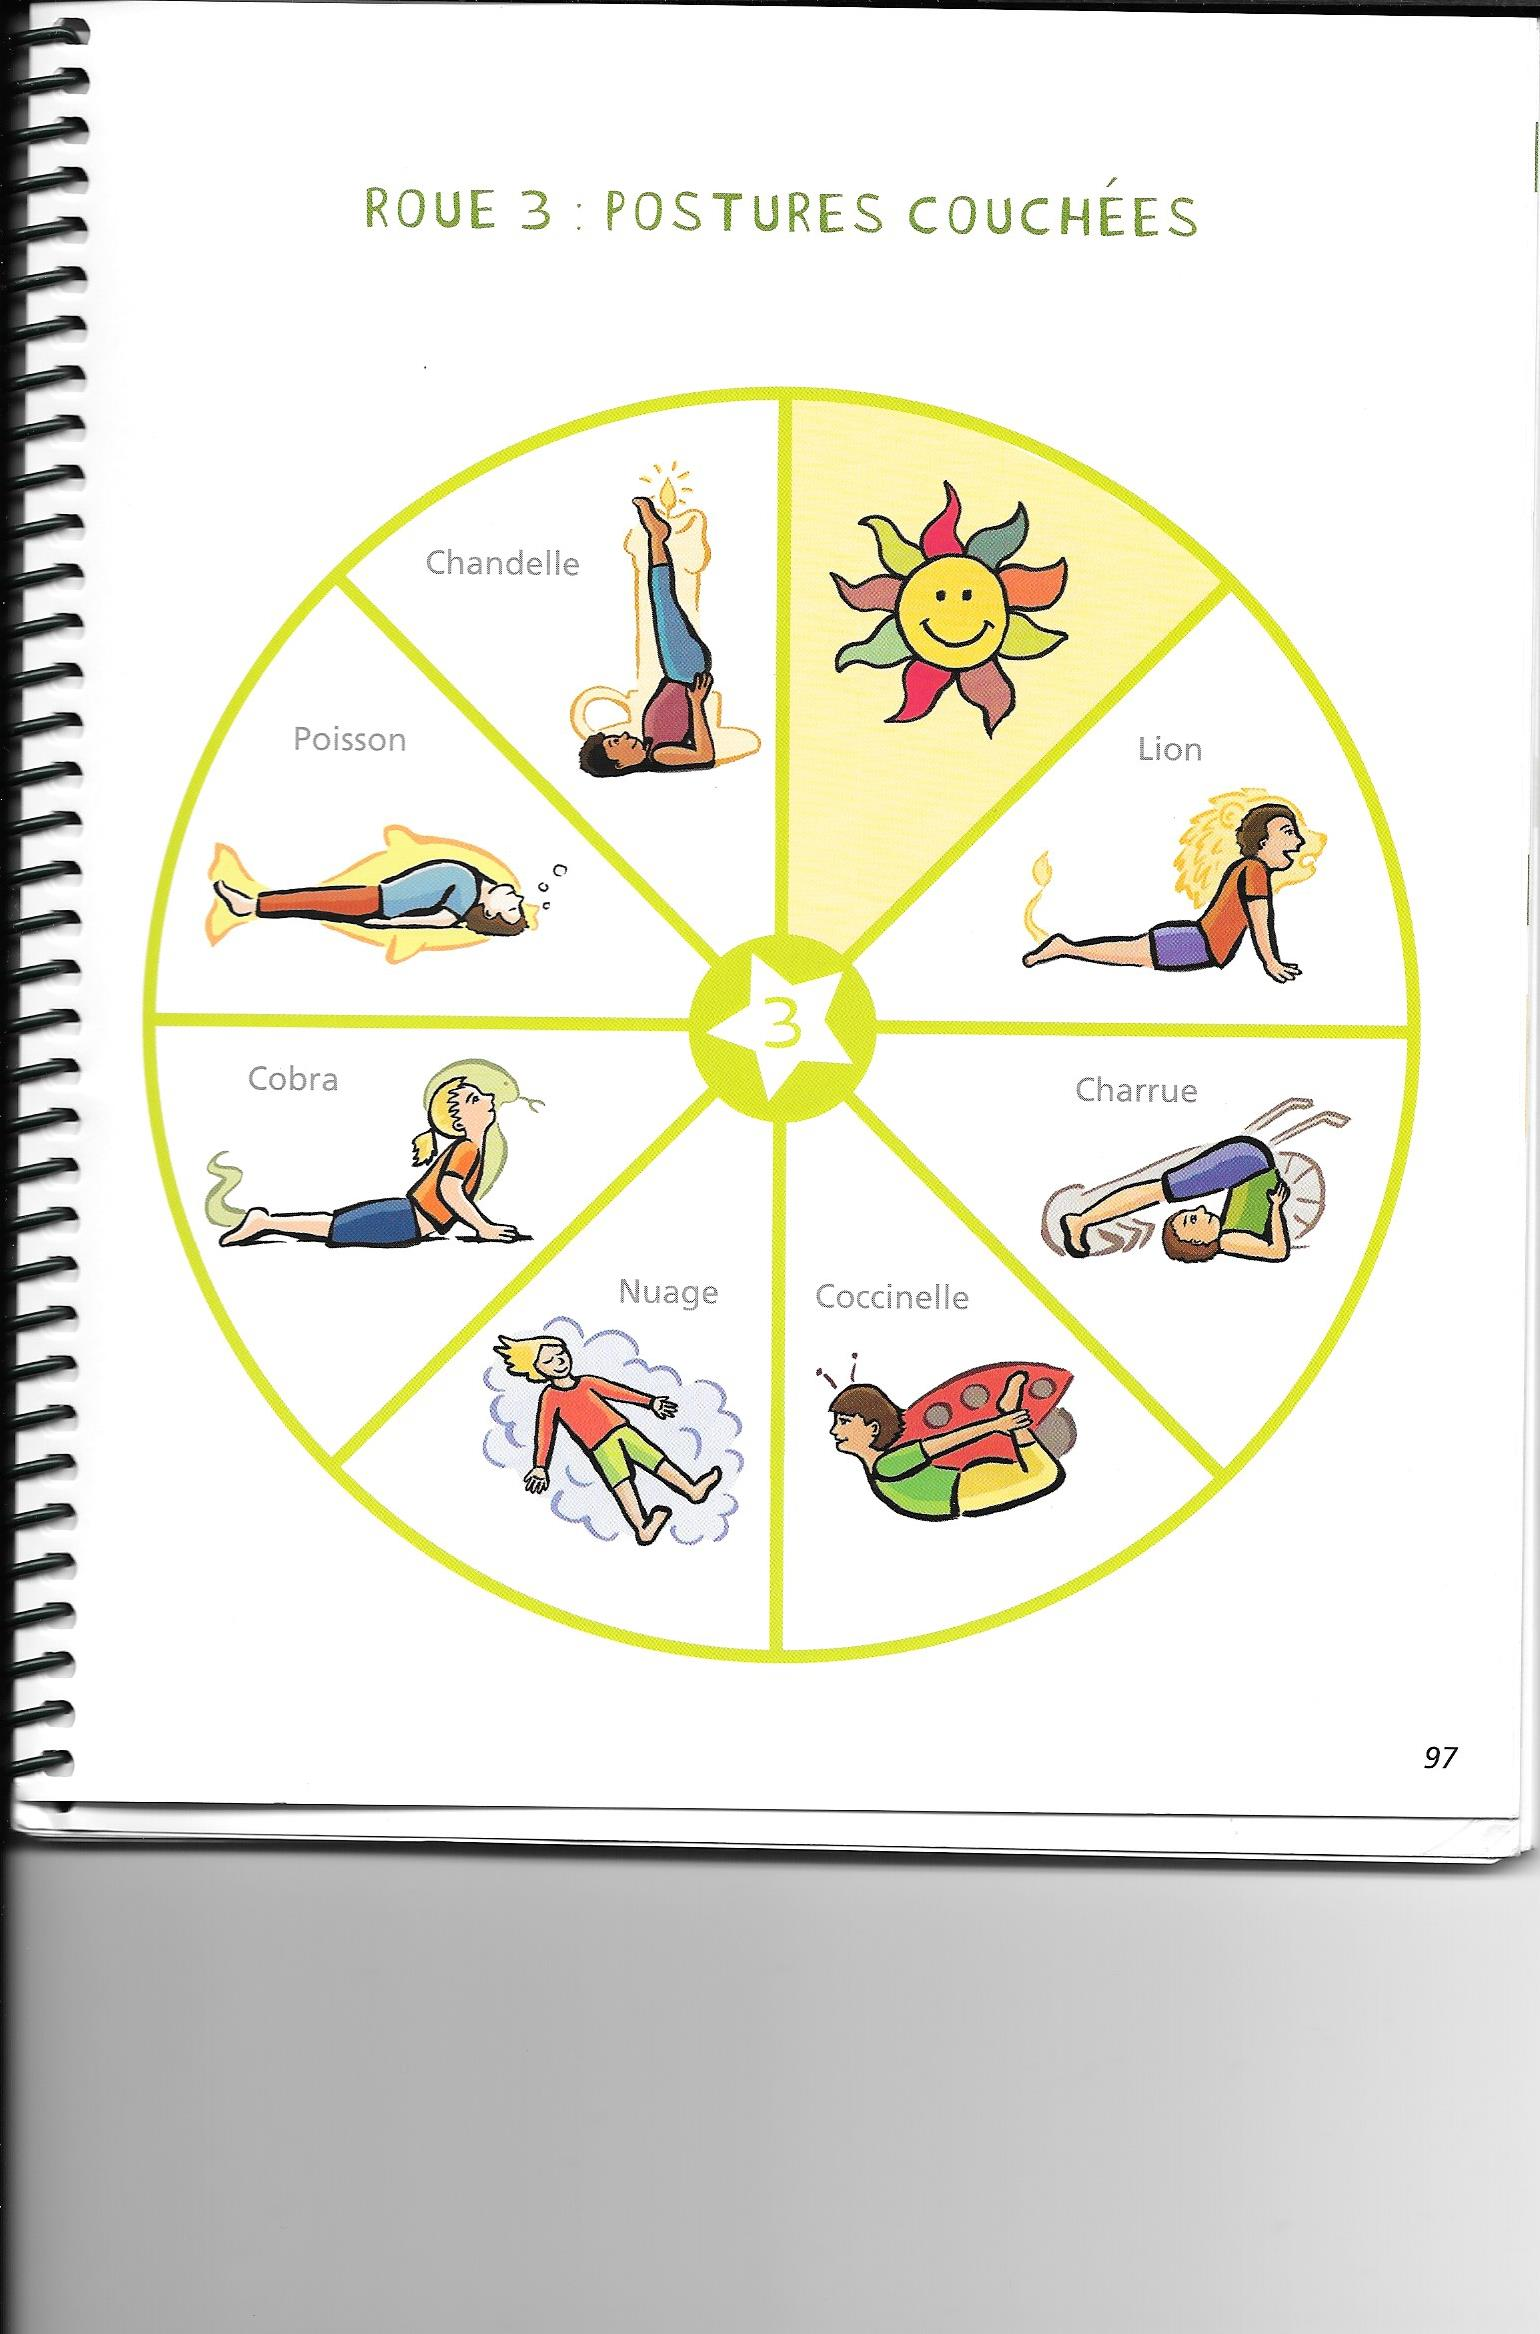 ROUE 3 : POSTURES COUCHÉES
Chandelle
Poisson
Lion
3
Cobra
Charrue
Nuage
Coccinelle
97